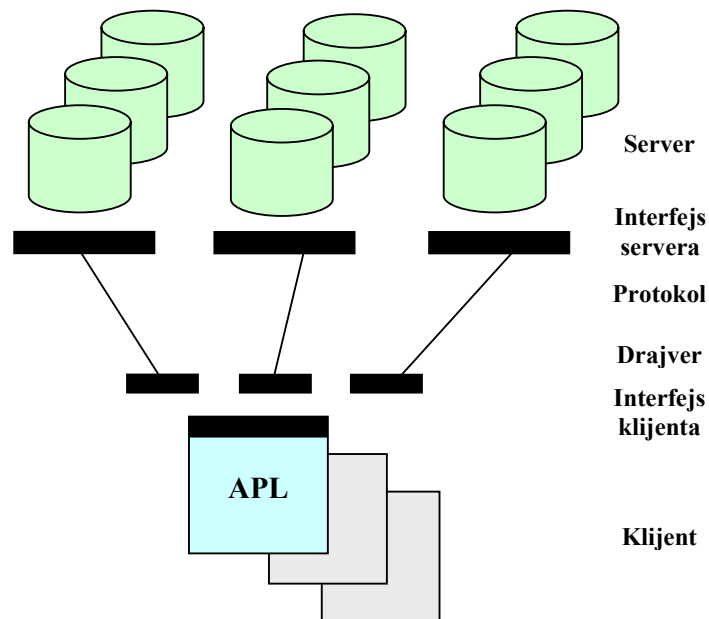 Server
Interfejs
servera
Protokol
Drajver
Interfejs
klijenta
APL
Klijent